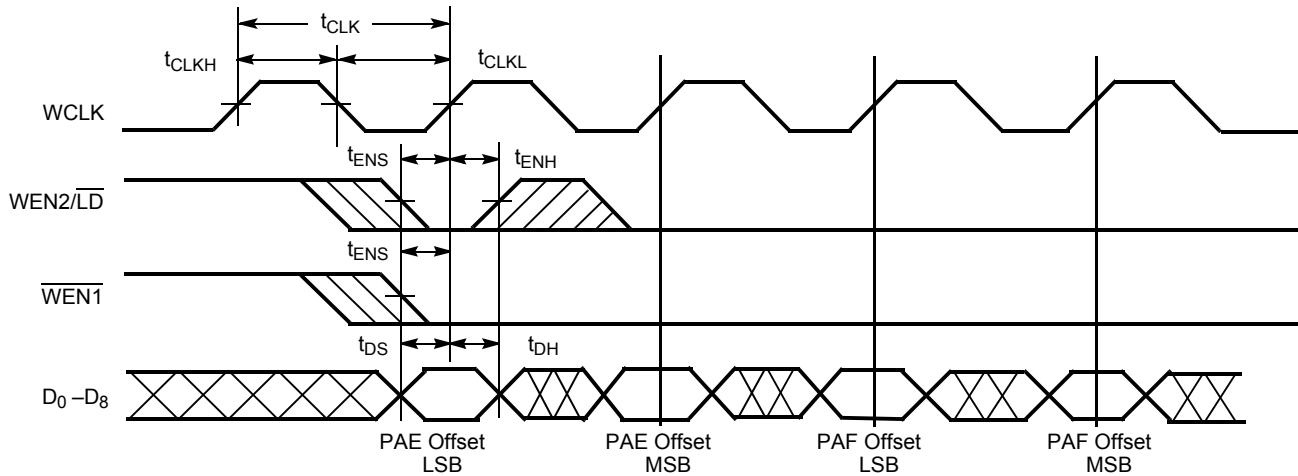 tCLK
tCLKH
tCLKL
WCLK
tENS
tENH
WEN2/LD
tENS
WEN1
tDS
tDH
D0 –D8
PAE Offset
LSB
PAE Offset
MSB
PAF Offset
LSB
PAF Offset
MSB